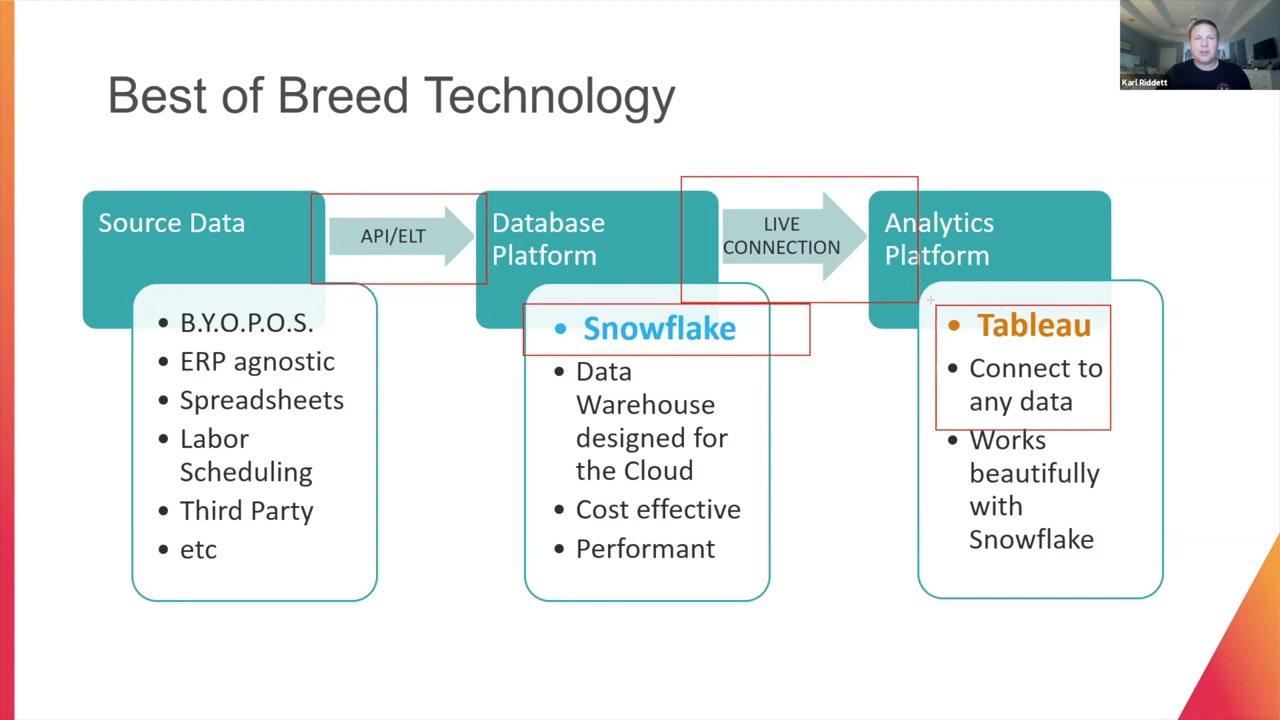 Best of Breed Technology
Karl Riddett
Source Data
API/ELT
Database
Platform
LIVE
CONNECTION
Analytics
Platform
• B.Y.O.P.O.S.
• ERP agnostic
• Spreadsheets
• Labor
Scheduling
• Third Party
• etc
• Snowflake
• Data
Warehouse
designed for
the Cloud
• Cost effective
• Performant
• Tableau
• Connect to
any data
• Works
beautifully
with
Snowflake